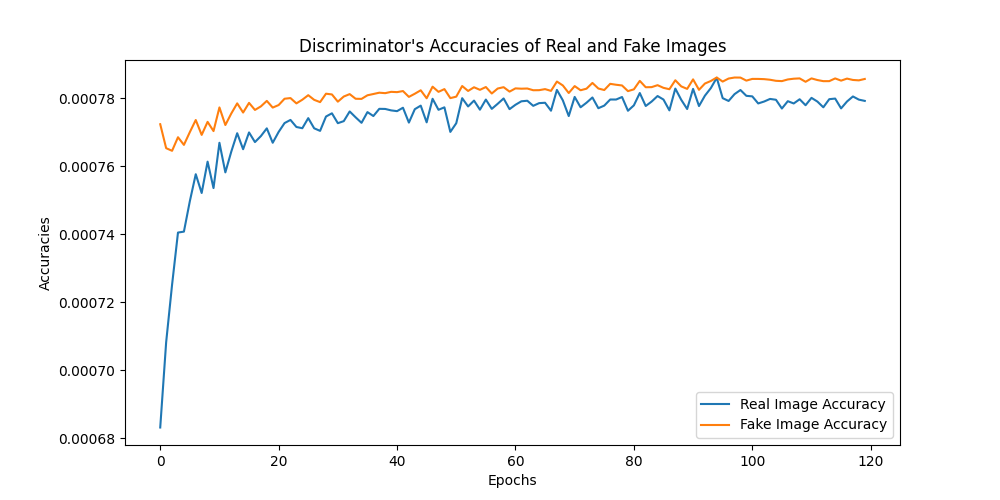 Discriminator's Accuracies of Real and Fake Images
Accuracies
0.00078
0.00076
0.00074
0.00072
0.00070
0.00068
0 20 40 60 80 100 120
Epochs
Real Image Accuracy
Fake Image Accuracy